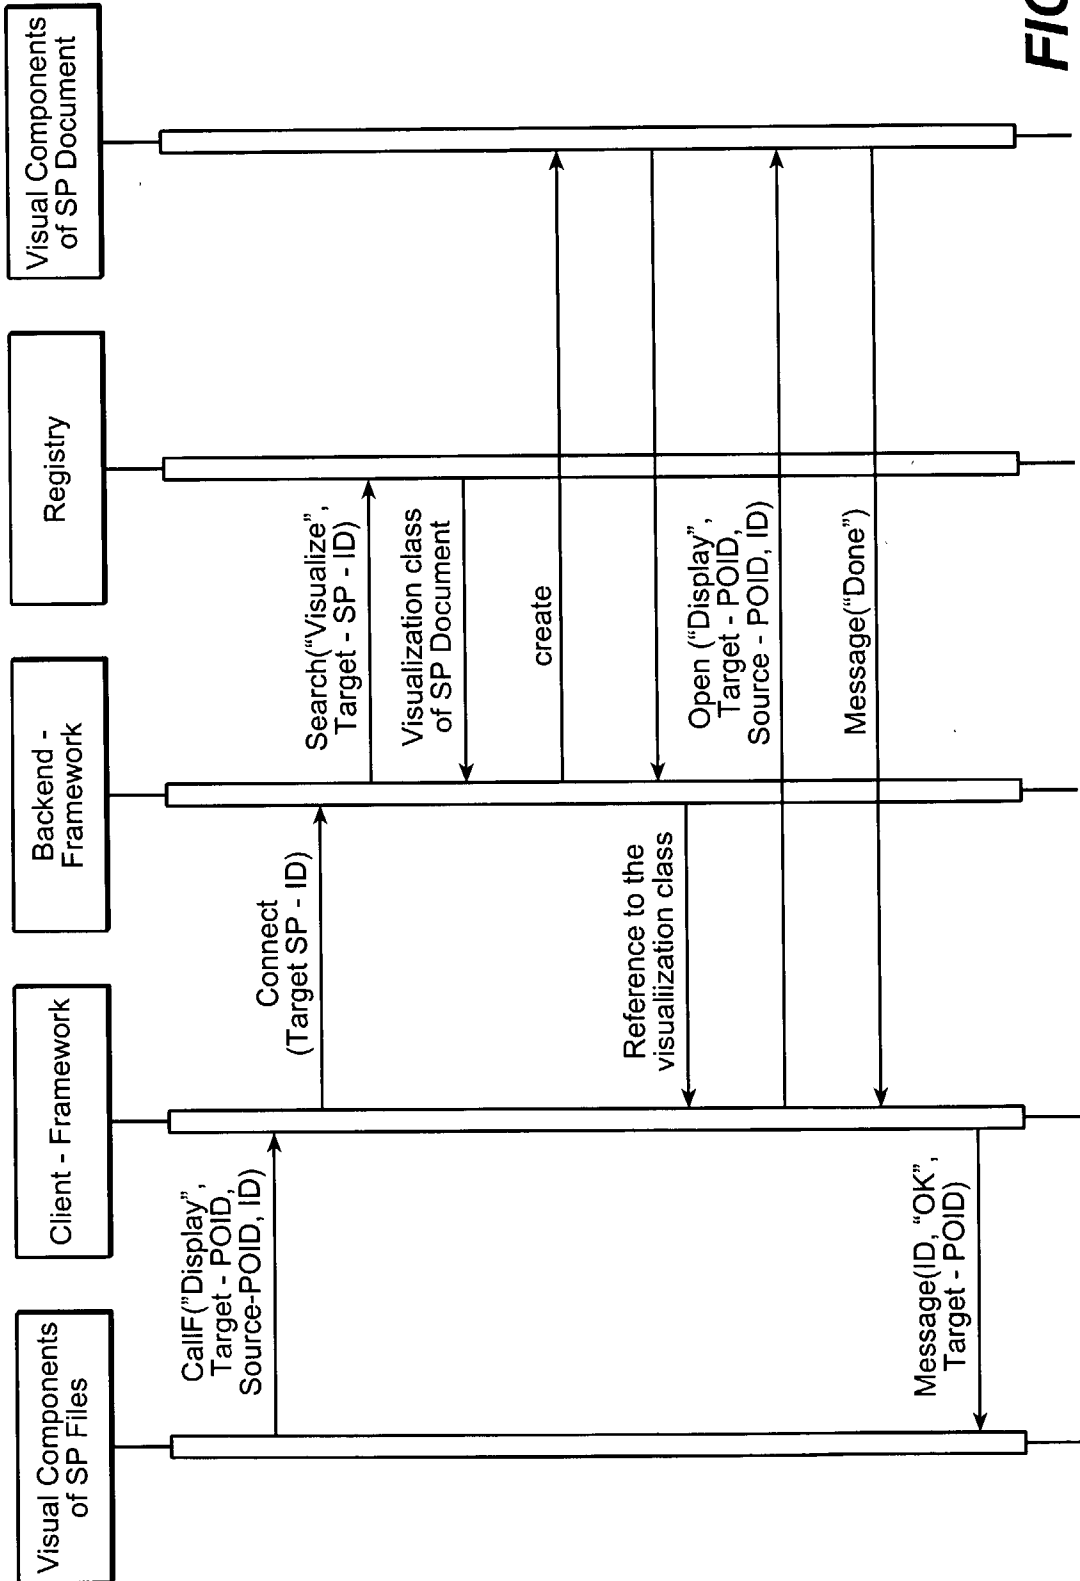 Visual Components
of SP Files
Client - Framework
Backend -
Framework
Registry
Visual Components
of SP Document
CallF("Display",
Target - POID,
Source-POID, ID)
Connect
(Target SP - ID)
Search("Visualize",
Target - SP - ID)
Visualization class
of SP Document
create
Reference to the
visualiization class
Open ("Display",
Target - POID,
Source - POID, ID)
Message("Done")
Message(ID, "OK",
Target - POID)